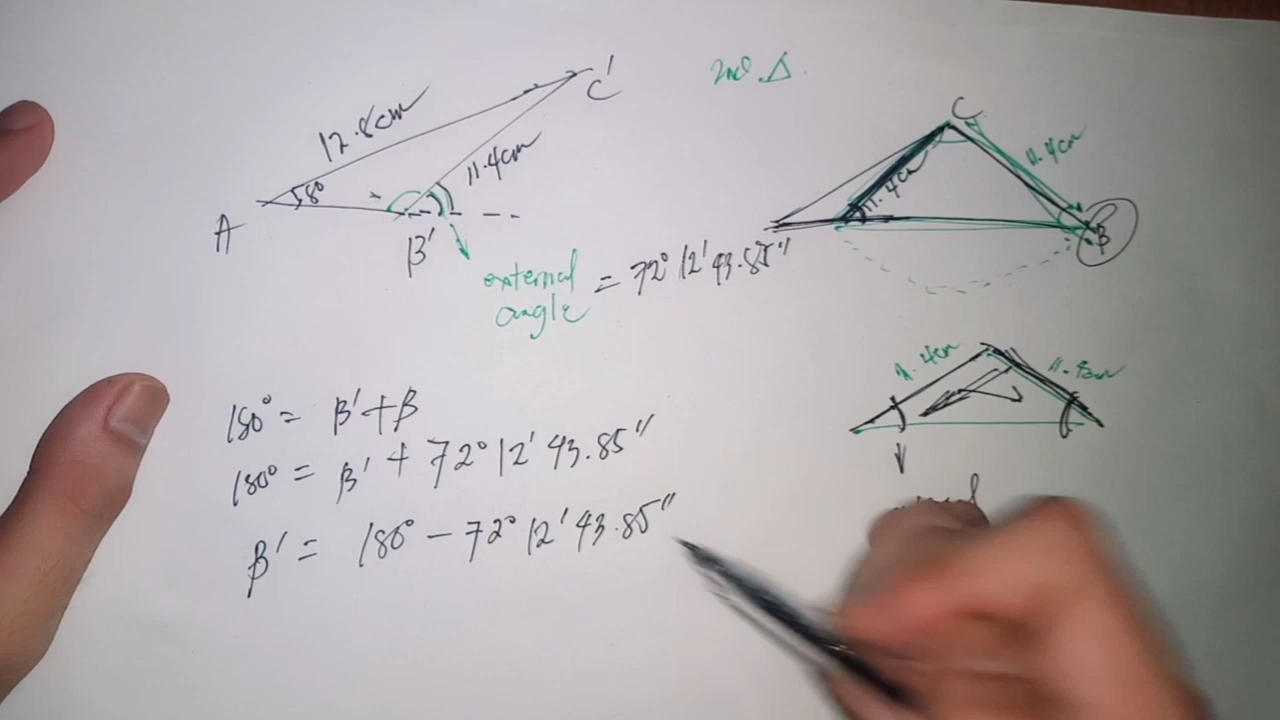 2nd Δ
C'
12.8cm
11.4cm
58°
A
B'
external
angle
= 72° 12' 43.85"
C
11.4cm
11.4cm
B
11.4cm
11.4cm
180° = B' + B
180° = B' + 72° 12' 43.85"
B' = 180° - 72° 12' 43.85"